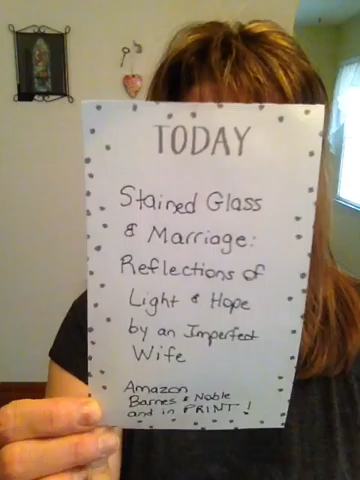 TODAY
Stained Glass
& Marriage:
Reflections of
Light & Hope
by an Imperfect
Wife
Amazon
Barnes & Noble
and in PRINT!